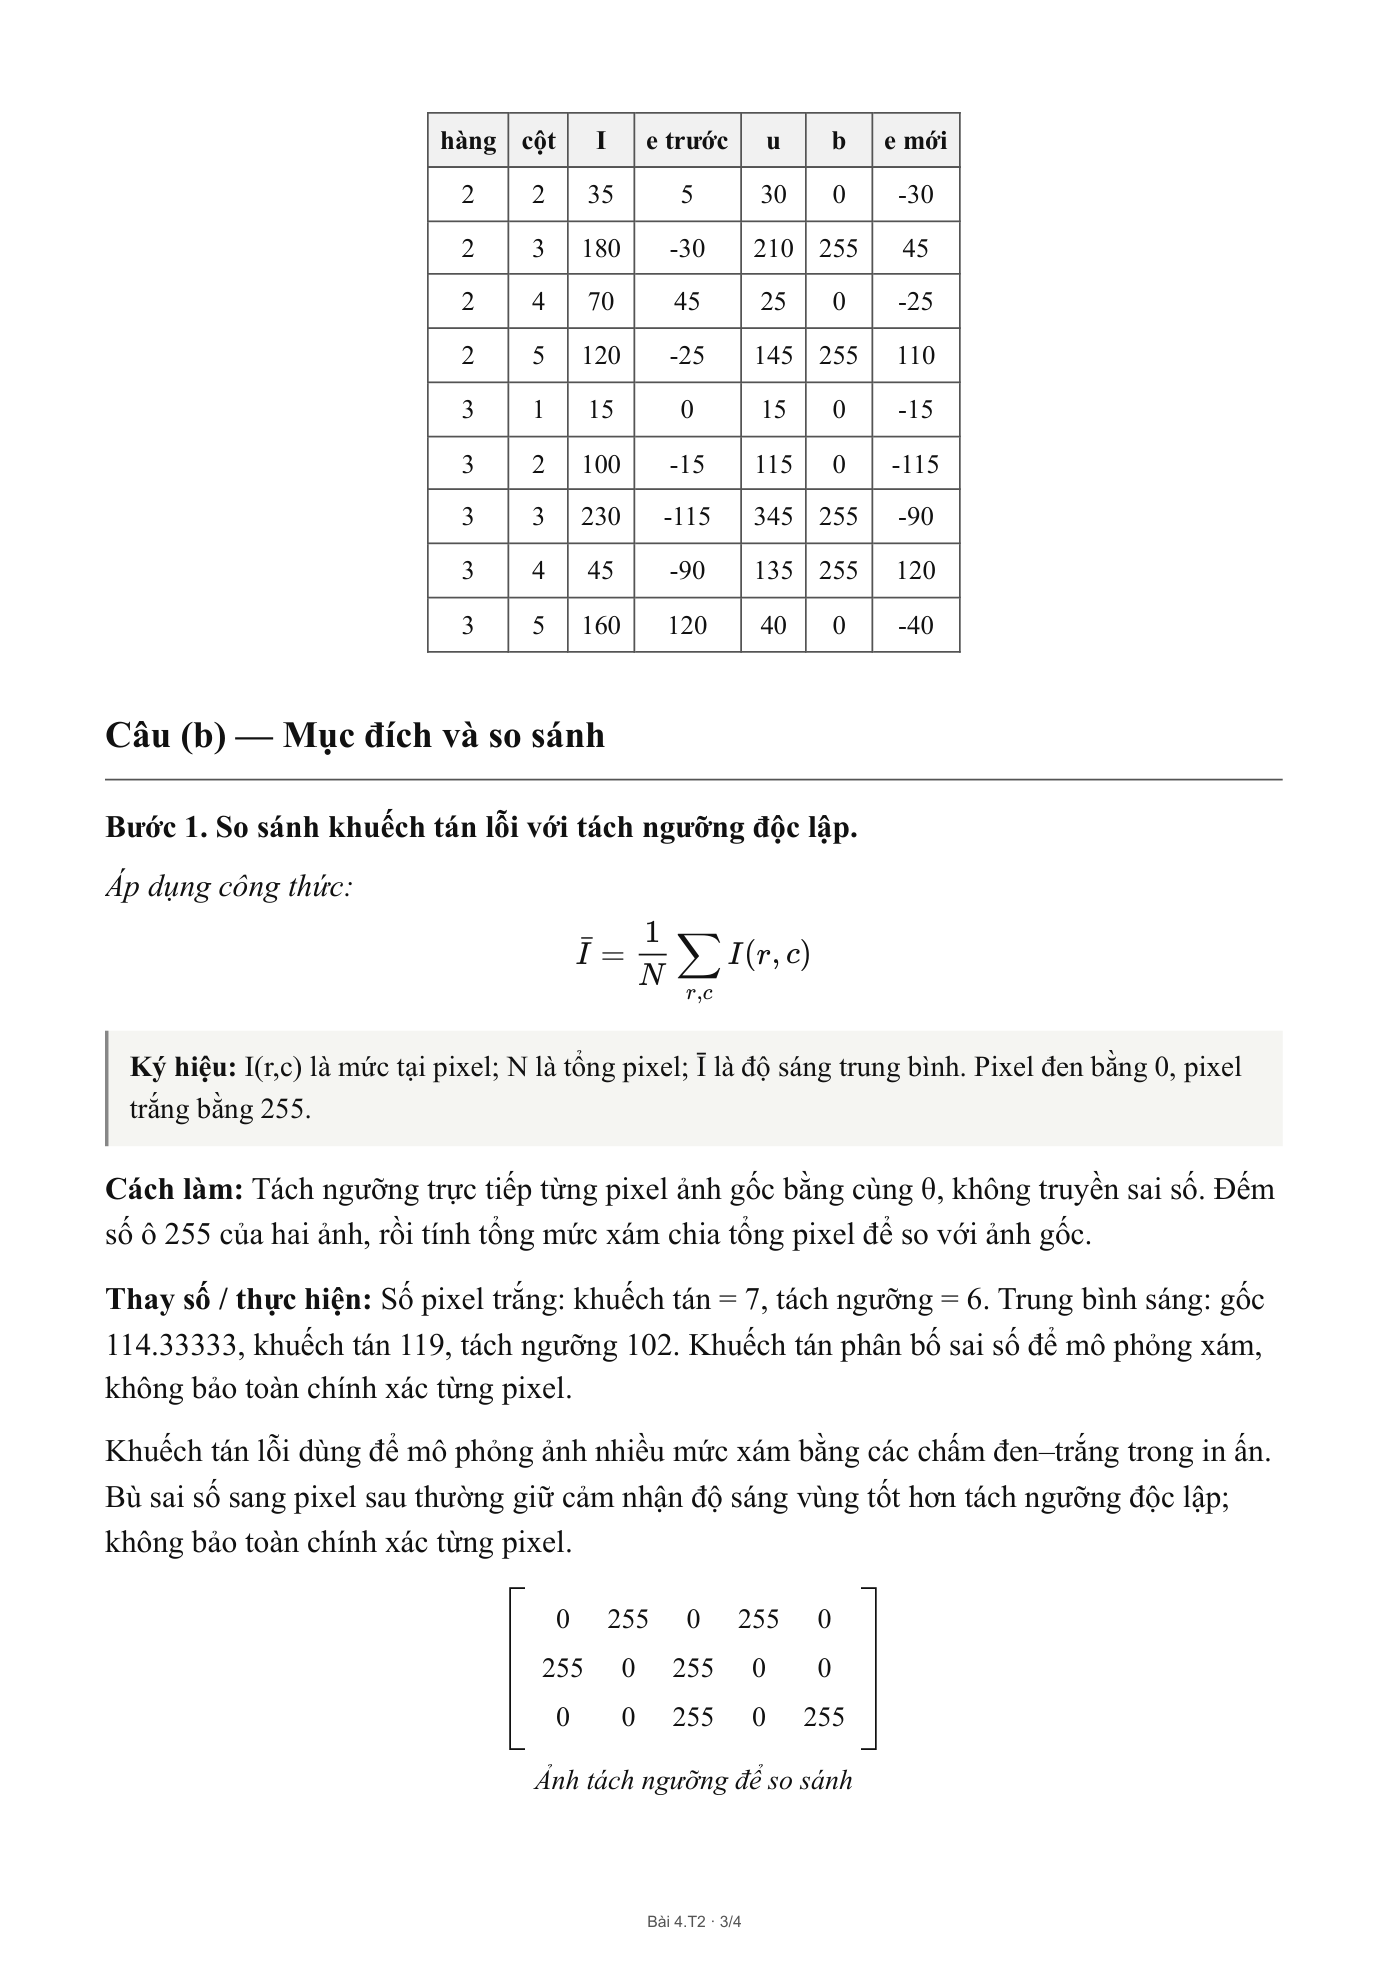 hàng cột I e trước u b e mới
2 2 35 5 30 0 -30
2 3 180 -30 210 255 45
2 4 70 45 25 0 -25
2 5 120 -25 145 255 110
3 1 15 0 15 0 -15
3 2 100 -15 115 0 -115
3 3 230 -115 345 255 -90
3 4 45 -90 135 255 120
3 5 160 120 40 0 -40
Câu (b) — Mục đích và so sánh
Bước 1. So sánh khuếch tán lỗi với tách ngưỡng độc lập.
Áp dụng công thức:
Ī = 1/N ∑ r,c I(r, c)
Ký hiệu: I(r,c) là mức tại pixel; N là tổng pixel; Ī là độ sáng trung bình. Pixel đen bằng 0, pixel
trắng bằng 255.
Cách làm: Tách ngưỡng trực tiếp từng pixel ảnh gốc bằng cùng θ, không truyền sai số. Đếm
số ô 255 của hai ảnh, rồi tính tổng mức xám chia tổng pixel để so với ảnh gốc.
Thay số / thực hiện: Số pixel trắng: khuếch tán = 7, tách ngưỡng = 6. Trung bình sáng: gốc
114.33333, khuếch tán 119, tách ngưỡng 102. Khuếch tán phân bố sai số để mô phỏng xám,
không bảo toàn chính xác từng pixel.
Khuếch tán lỗi dùng để mô phỏng ảnh nhiều mức xám bằng các chấm đen–trắng trong in ấn.
Bù sai số sang pixel sau thường giữ cảm nhận độ sáng vùng tốt hơn tách ngưỡng độc lập;
không bảo toàn chính xác từng pixel.
0 255 0 255 0
255 0 255 0 0
0 0 255 0 255
Ảnh tách ngưỡng để so sánh
Bài 4.T2 · 3/4